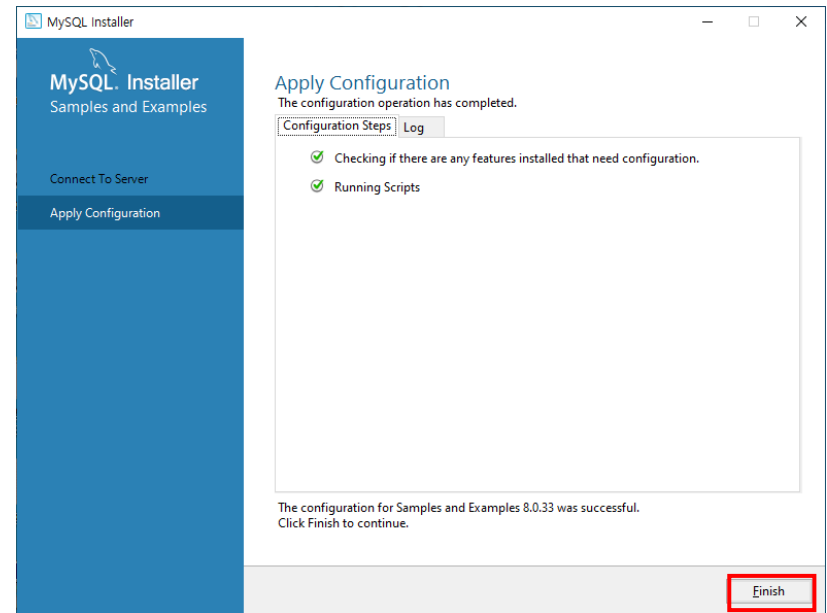 MySQL Installer
MySQL. Installer
Samples and Examples
Connect To Server
Apply Configuration
Apply Configuration
The configuration operation has completed.
Configuration Steps
Log
Checking if there are any features installed that need configuration.
Running Scripts
The configuration for Samples and Examples 8.0.33 was successful.
Click Finish to continue.
Finish